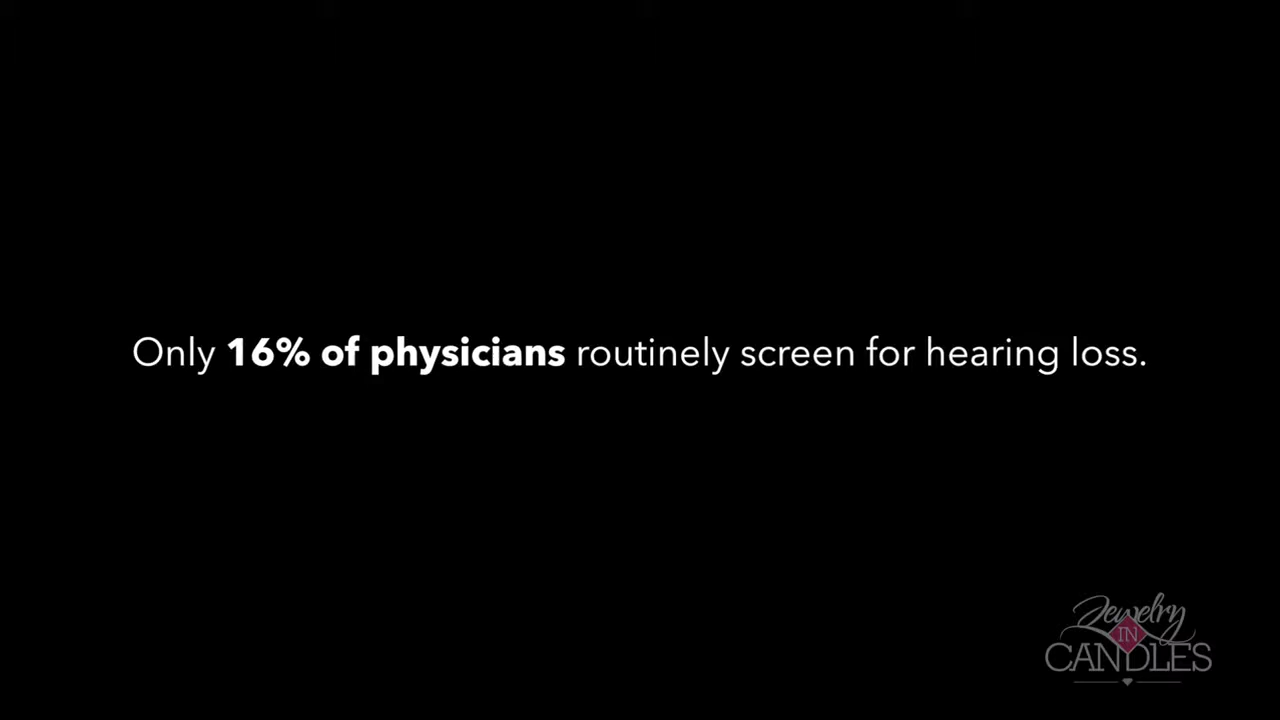 Only 16% of physicians routinely screen for hearing loss.
Jewelry
IN
CANDLES